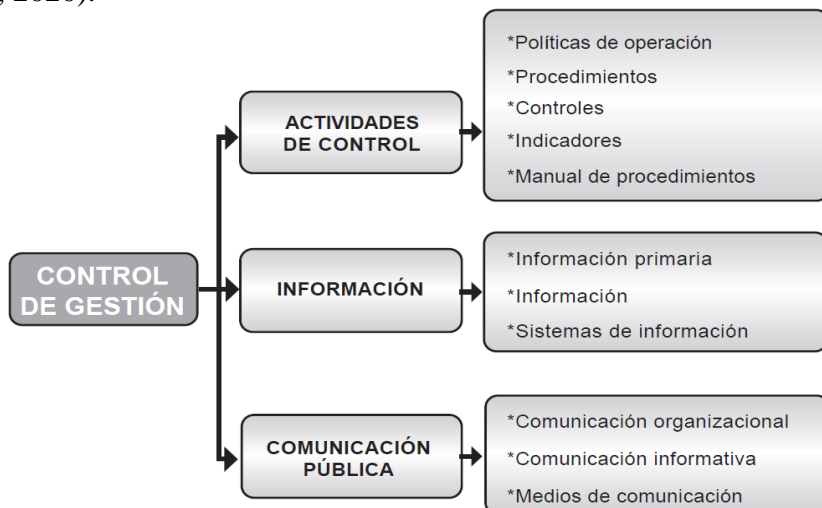 , 2020).
CONTROL
DE GESTIÓN
ACTIVIDADES
DE CONTROL
*Políticas de operación
*Procedimientos
*Controles
*Indicadores
*Manual de procedimientos
INFORMACIÓN
*Información primaria
*Información
*Sistemas de información
COMUNICACIÓN
PÚBLICA
*Comunicación organizacional
*Comunicación informativa
*Medios de comunicación